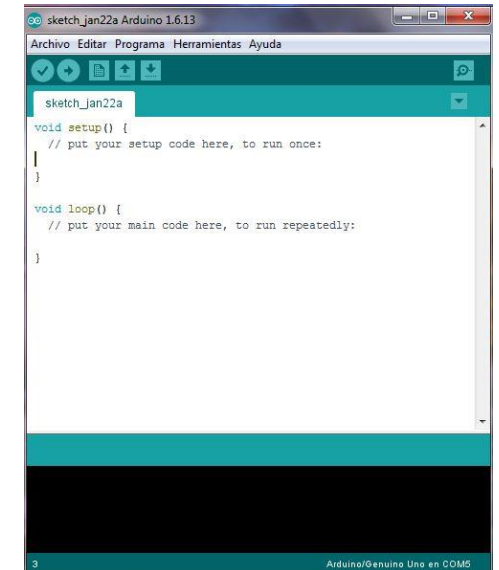 sketch_jan22a Arduino 1.6.13
Archivo Editar Programa Herramientas Ayuda
sketch_jan22a
void setup() {
// put your setup code here, to run once:
}
void loop() {
// put your main code here, to run repeatedly:
}
3 Arduino/Genuino Uno en COM5